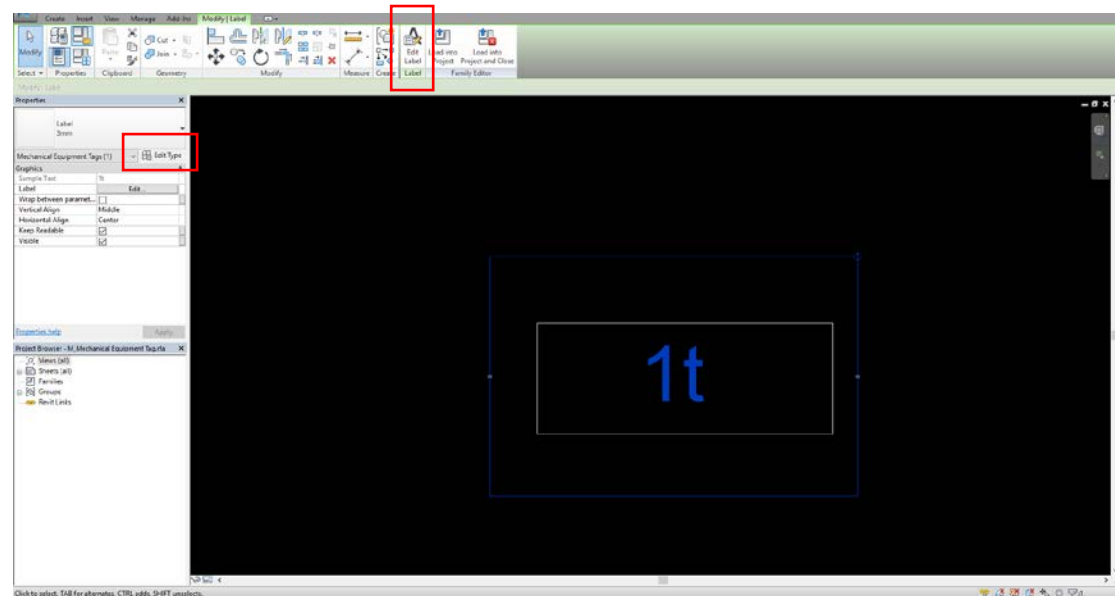 Create Insert View Manage Add-Ins Modify | Label
Modify Paste Cut Join Edit Label Load into Project Load into Project and Close
Select Properties Clipboard Geometry Modify Measure Create Label Family Editor
Modify | Label
Properties
Label
3mm
Mechanical Equipment Tags (1) Edit Type
Graphics
Sample Text 1t
Label Edit...
Wrap between paramet...
Vertical Align Middle
Horizontal Align Center
Keep Readable
Visible
Properties help Apply
Project Browser - M_Mechanical Equipment Tag.rfa
Views (all)
Sheets (all)
Families
Groups
Revit Links
1t
Click to select, TAB for alternates, CTRL adds, SHIFT unselects.